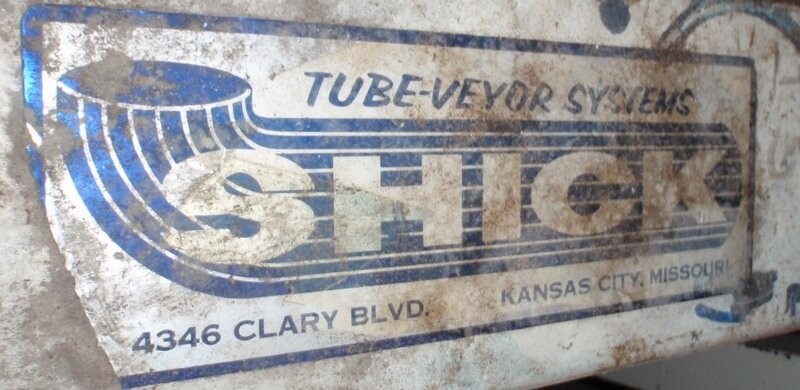 TUBE-VEYOR SYSTEMS
SHICK
4346 CLARY BLVD.
KANSAS CITY, MISSOURI